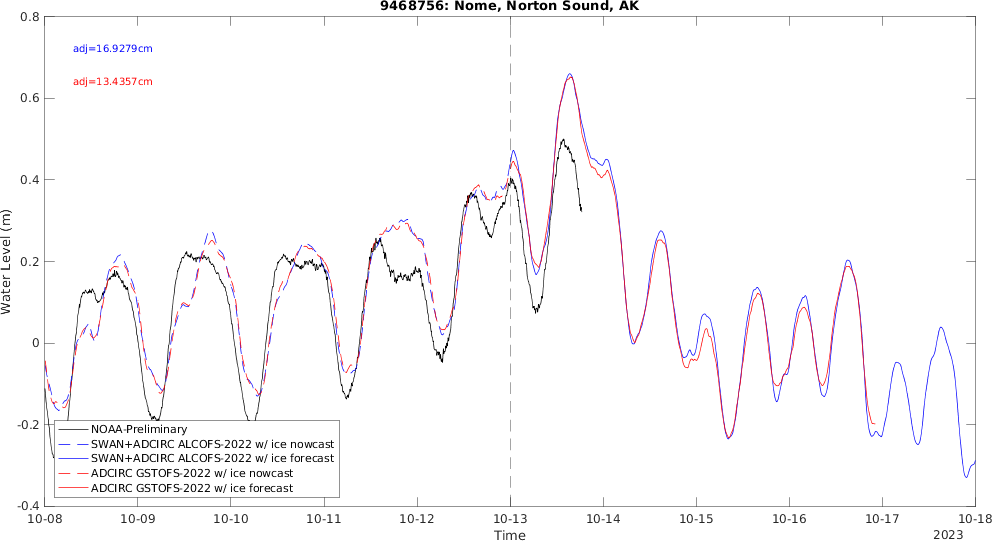 9468756: Nome, Norton Sound, AK
0.8
adj=16.9279cm
adj=13.4357cm
0.6
0.4
0.2
0
-0.2
-0.4
Water Level (m)
NOAA-Preliminary
SWAN+ADCIRC ALCOFS-2022 w/ ice nowcast
SWAN+ADCIRC ALCOFS-2022 w/ ice forecast
ADCIRC GSTOFS-2022 w/ ice nowcast
ADCIRC GSTOFS-2022 w/ ice forecast
10-08 10-09 10-10 10-11 10-12 10-13 10-14 10-15 10-16 10-17 10-18
Time
2023